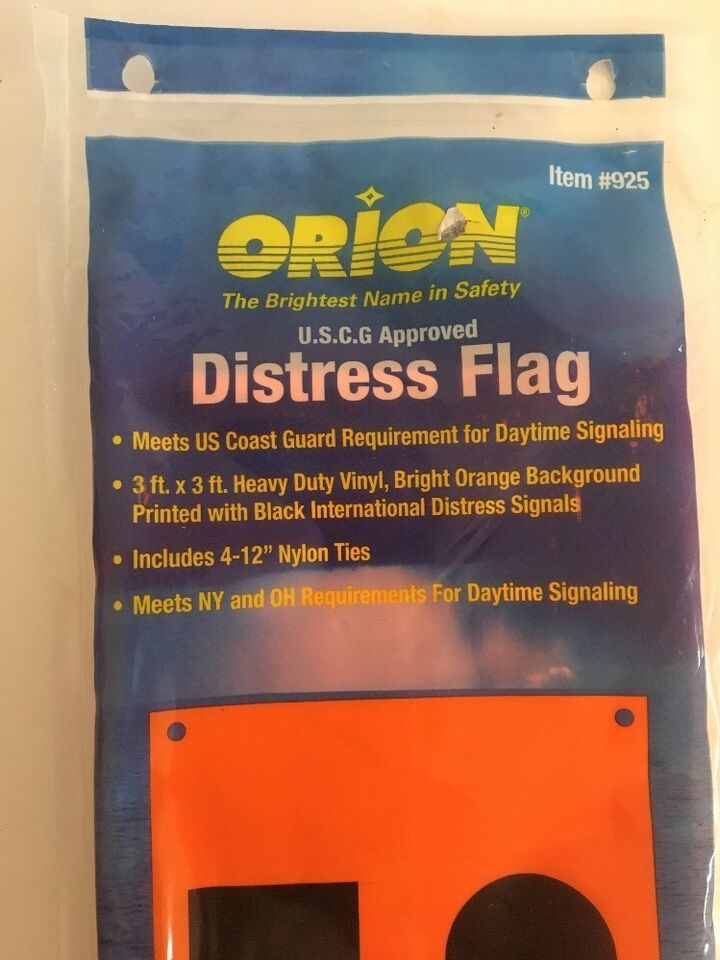 Item #925
ORION®
The Brightest Name in Safety
U.S.C.G Approved
Distress Flag
• Meets US Coast Guard Requirement for Daytime Signaling
• 3 ft. x 3 ft. Heavy Duty Vinyl, Bright Orange Background
Printed with Black International Distress Signals
• Includes 4-12” Nylon Ties
• Meets NY and OH Requirements For Daytime Signaling